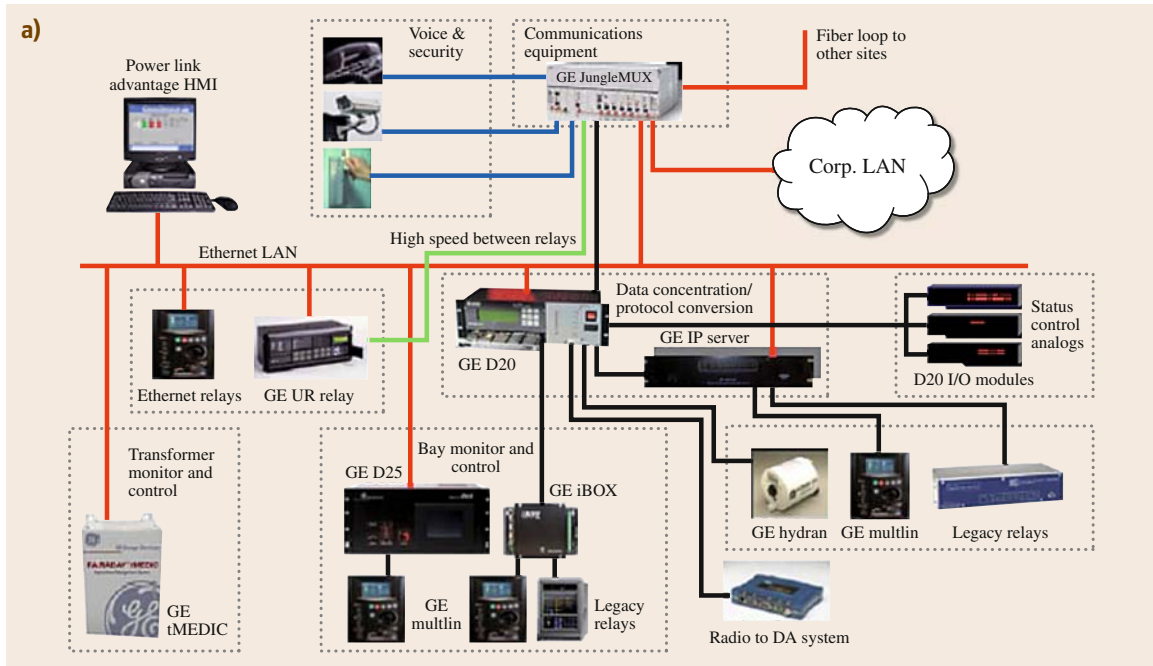 a)
Power link
advantage HMI
Voice &
security
Communications
equipment
GE JungleMUX
Fiber loop to
other sites
Corp. LAN
High speed between relays
Ethernet LAN
Data concentration/
protocol conversion
GE D20
GE IP server
Status
control
analogs
D20 I/O modules
Ethernet relays
GE UR relay
Transformer
monitor and
control
FARADAY tMEDIC
GE
tMEDIC
Bay monitor and
control
GE D25
GE iBOX
GE
multlin
Legacy
relays
GE hydran
GE multlin
Legacy relays
Radio to DA system